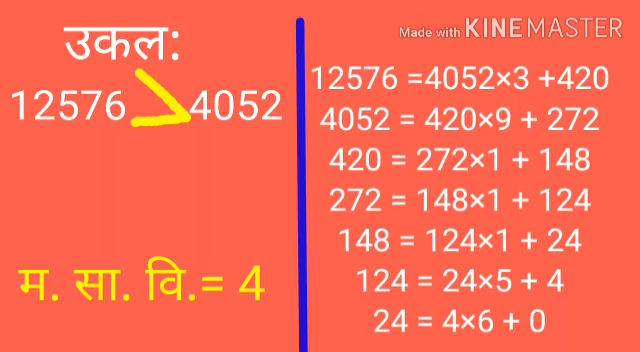 उकल:
12576 > 4052
म. सा. वि.= 4
Made with KINEMASTER
12576 =4052×3 +420
4052 = 420×9 + 272
420 = 272×1 + 148
272 = 148×1 + 124
148 = 124×1 + 24
124 = 24×5 + 4
24 = 4×6 + 0